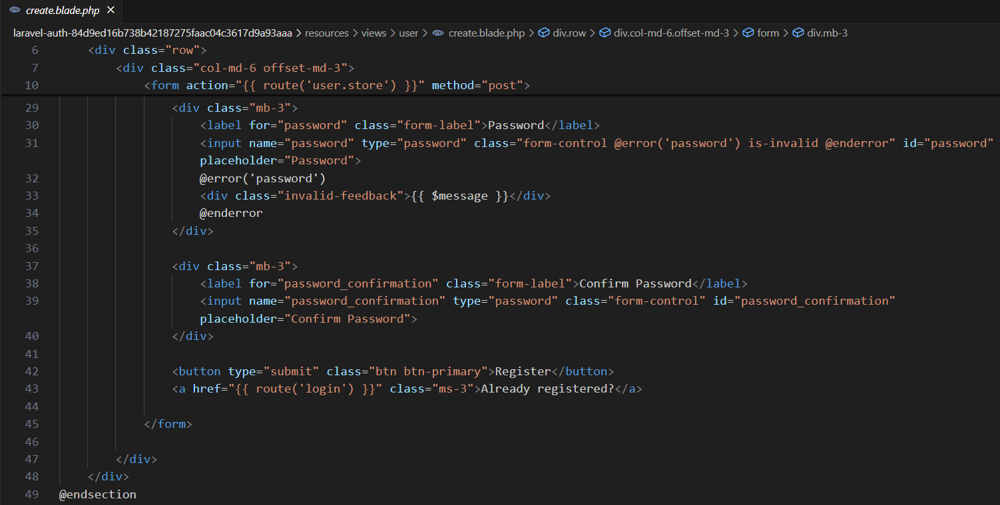 create.blade.php ✕
laravel-auth-84d9ed16b738b42187275faac04c3617d9a93aaa > resources > views > user > create.blade.php > div.row > div.col-md-6.offset-md-3 > form > div.mb-3
6 <div class="row">
7 <div class="col-md-6 offset-md-3">
10 <form action="{{ route('user.store') }}" method="post">
29 <div class="mb-3">
30 <label for="password" class="form-label">Password</label>
31 <input name="password" type="password" class="form-control @error('password') is-invalid @enderror" id="password"
placeholder="Password">
32 @error('password')
33 <div class="invalid-feedback">{{ $message }}</div>
34 @enderror
35 </div>
36
37 <div class="mb-3">
38 <label for="password_confirmation" class="form-label">Confirm Password</label>
39 <input name="password_confirmation" type="password" class="form-control" id="password_confirmation"
placeholder="Confirm Password">
40 </div>
41
42 <button type="submit" class="btn btn-primary">Register</button>
43 <a href="{{ route('login') }}" class="ms-3">Already registered?</a>
44
45 </form>
46
47 </div>
48 </div>
49 @endsection